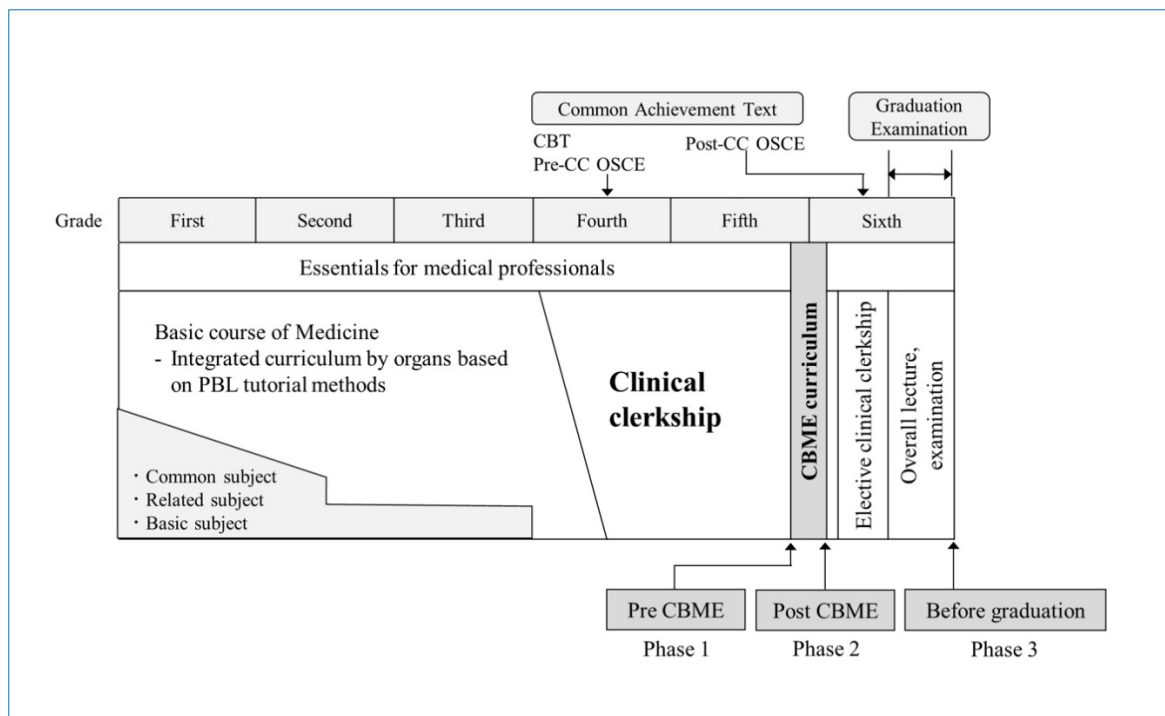 Common Achievement Text
Graduation
Examination
CBT
Pre-CC OSCE
Post-CC OSCE
Grade
First
Second
Third
Fourth
Fifth
Sixth
Essentials for medical professionals
Basic course of Medicine
- Integrated curriculum by organs based
on PBL tutorial methods
・Common subject
・Related subject
・Basic subject
Clinical
clerkship
CBME curriculum
Elective clinical clerkship
Overall lecture,
examination
Pre CBME
Post CBME
Before graduation
Phase 1
Phase 2
Phase 3